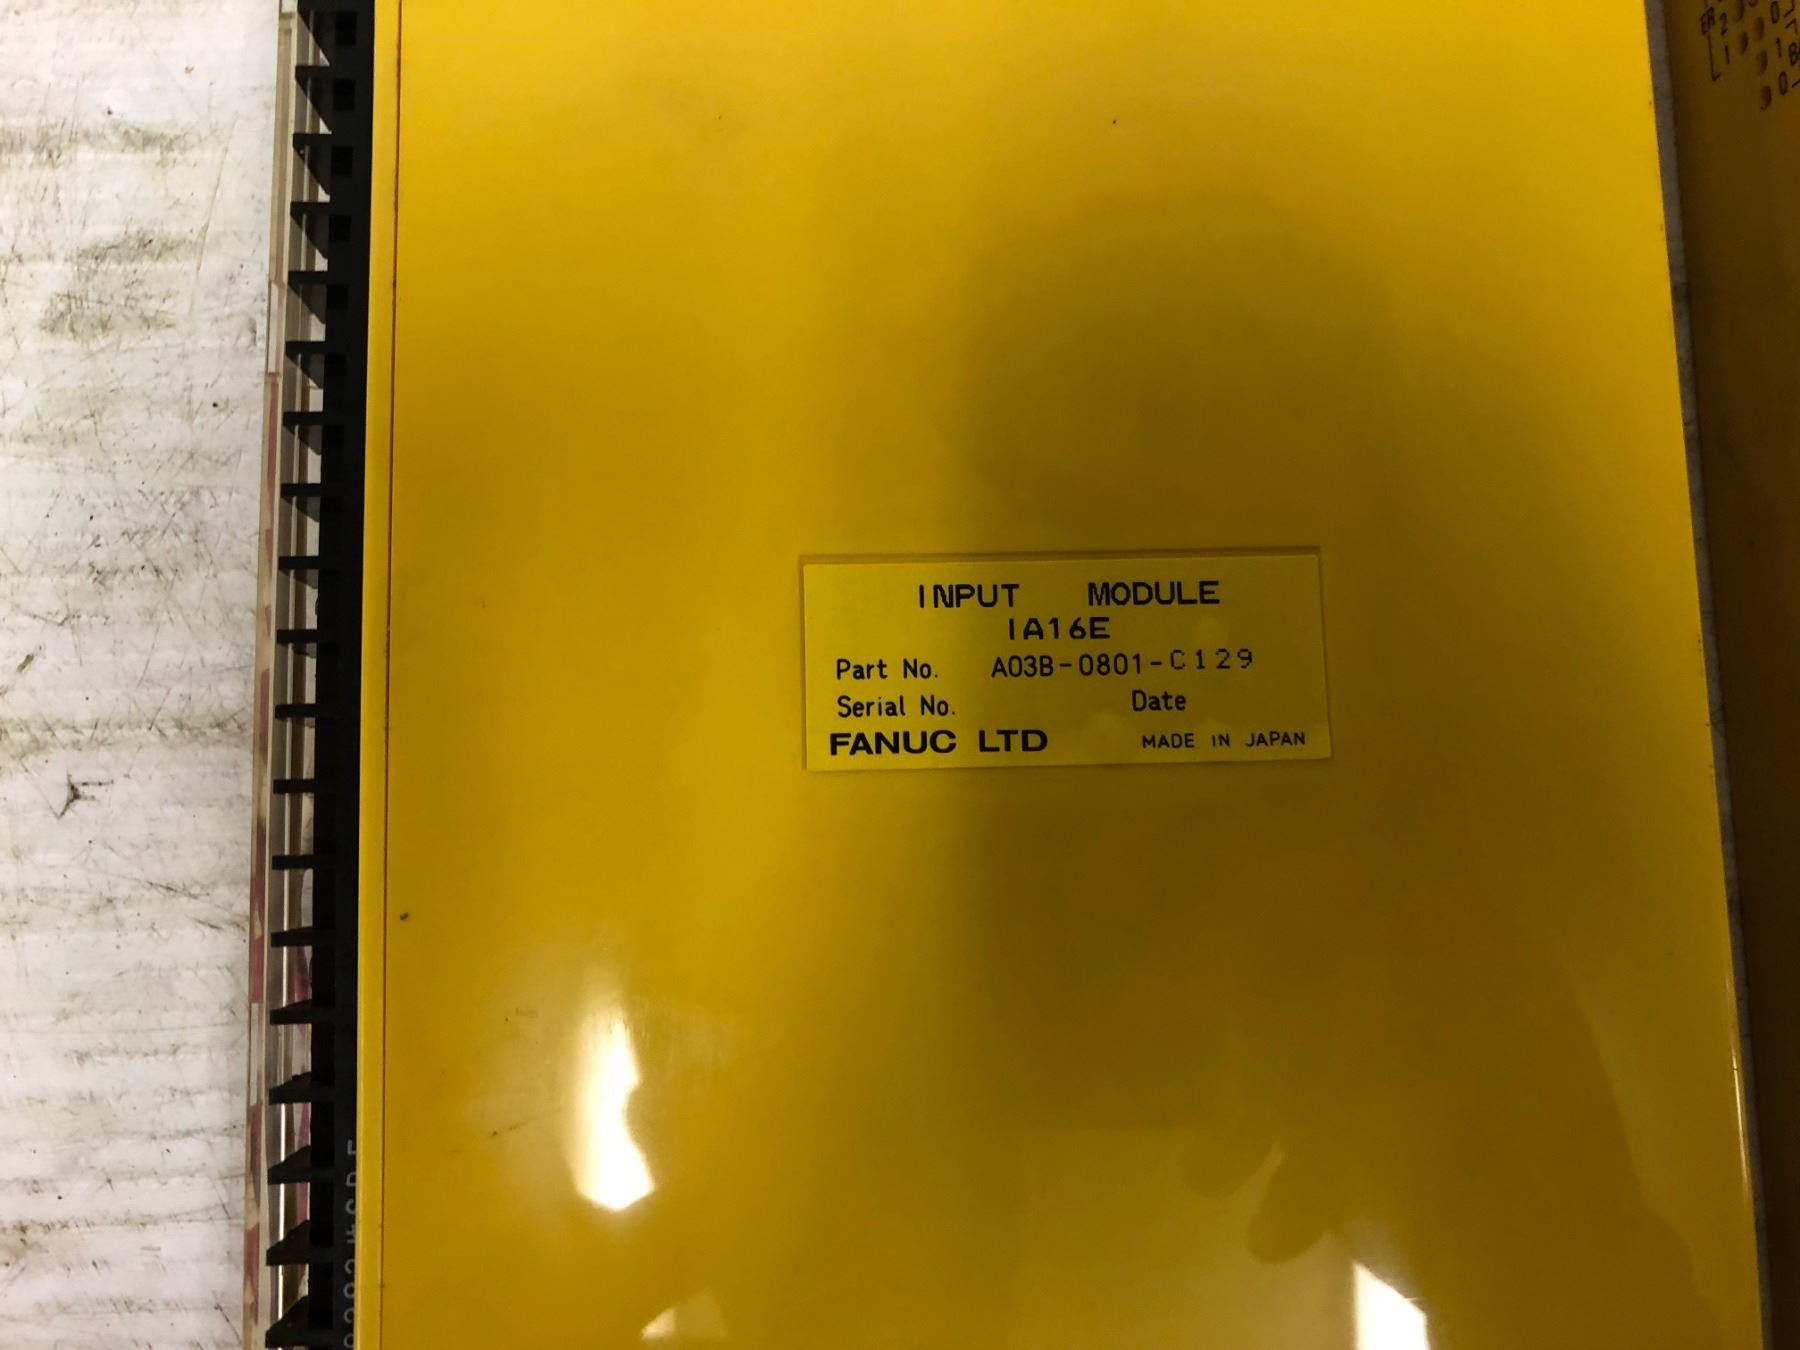 INPUT MODULE
IA16E
Part No. A03B-0801-C129
Serial No. Date
FANUC LTD MADE IN JAPAN